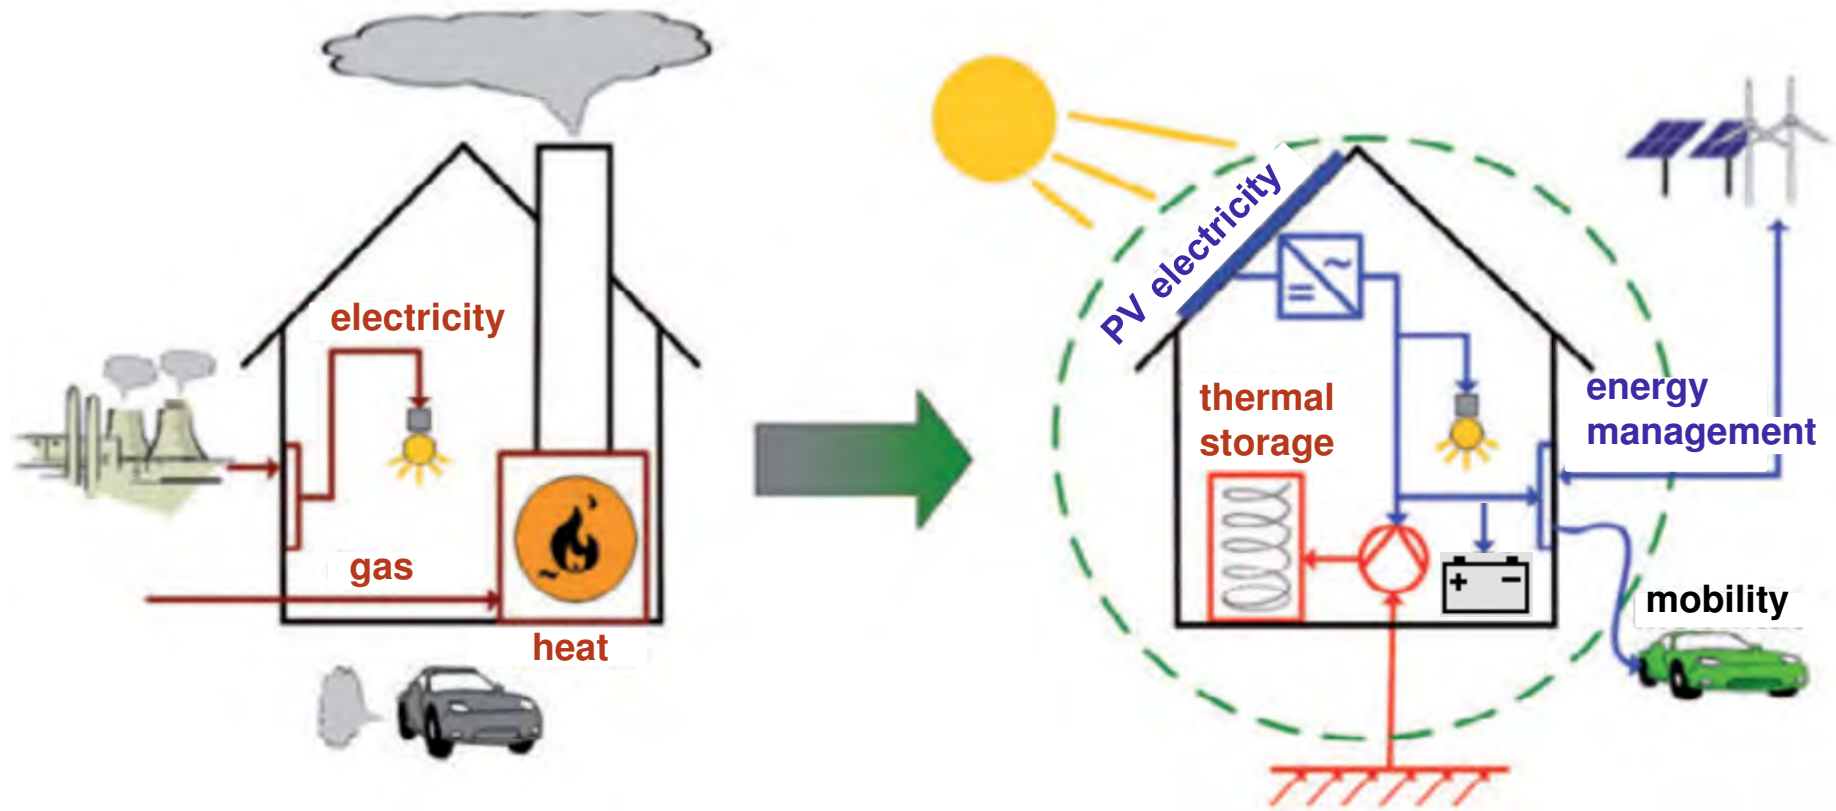 electricity
gas
heat
PV electricity
~
=
thermal
storage
energy
management
+ −
mobility